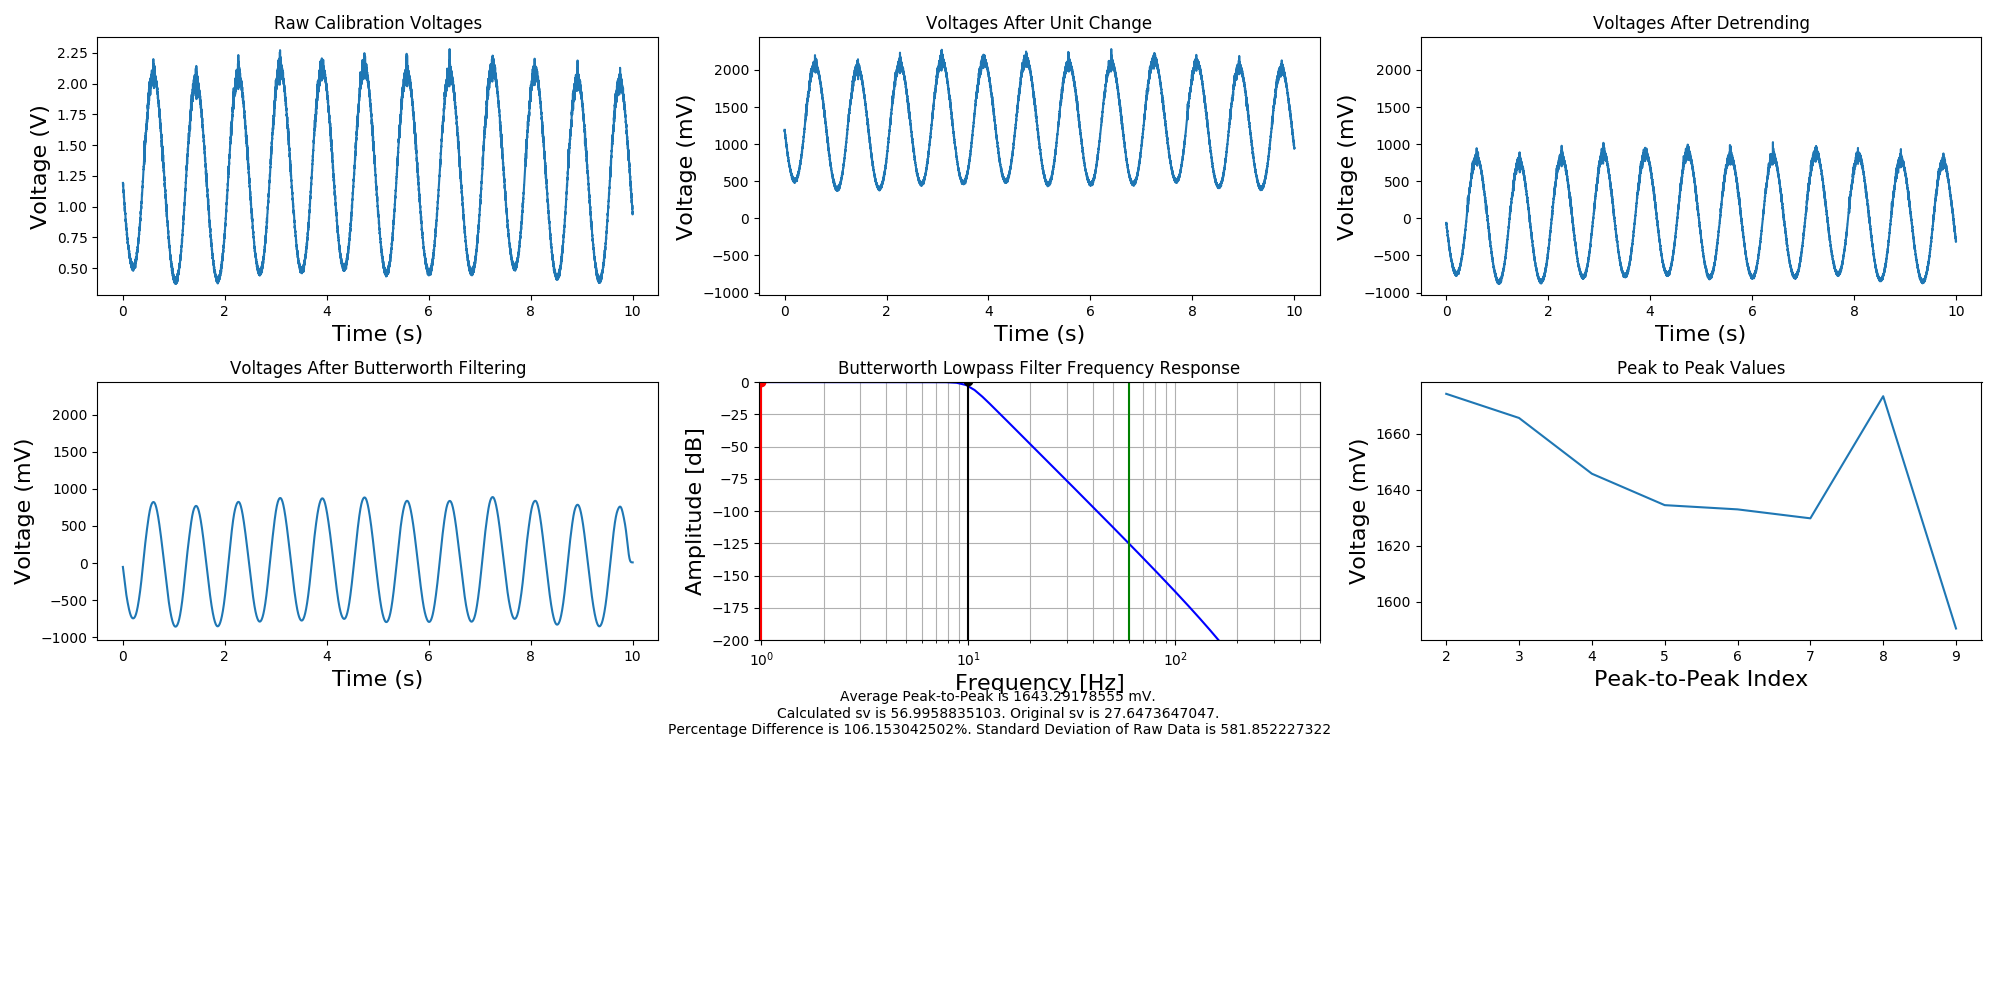 Raw Calibration Voltages
Voltage (V)
2.25
2.00
1.75
1.50
1.25
1.00
0.75
0.50
0 2 4 6 8 10
Time (s)
Voltages After Unit Change
Voltage (mV)
2000
1500
1000
500
0
−500
−1000
0 2 4 6 8 10
Time (s)
Voltages After Detrending
Voltage (mV)
2000
1500
1000
500
0
−500
−1000
0 2 4 6 8 10
Time (s)
Voltages After Butterworth Filtering
Voltage (mV)
2000
1500
1000
500
0
−500
−1000
0 2 4 6 8 10
Time (s)
Butterworth Lowpass Filter Frequency Response
Amplitude [dB]
0
−25
−50
−75
−100
−125
−150
−175
−200
10⁰ 10¹ 10²
Frequency [Hz]
Peak to Peak Values
Voltage (mV)
1660
1640
1620
1600
2 3 4 5 6 7 8 9
Peak-to-Peak Index
Average Peak-to-Peak is 1643.29178555 mV.
Calculated sv is 56.9958835103. Original sv is 27.6473647047.
Percentage Difference is 106.153042502%. Standard Deviation of Raw Data is 581.852227322